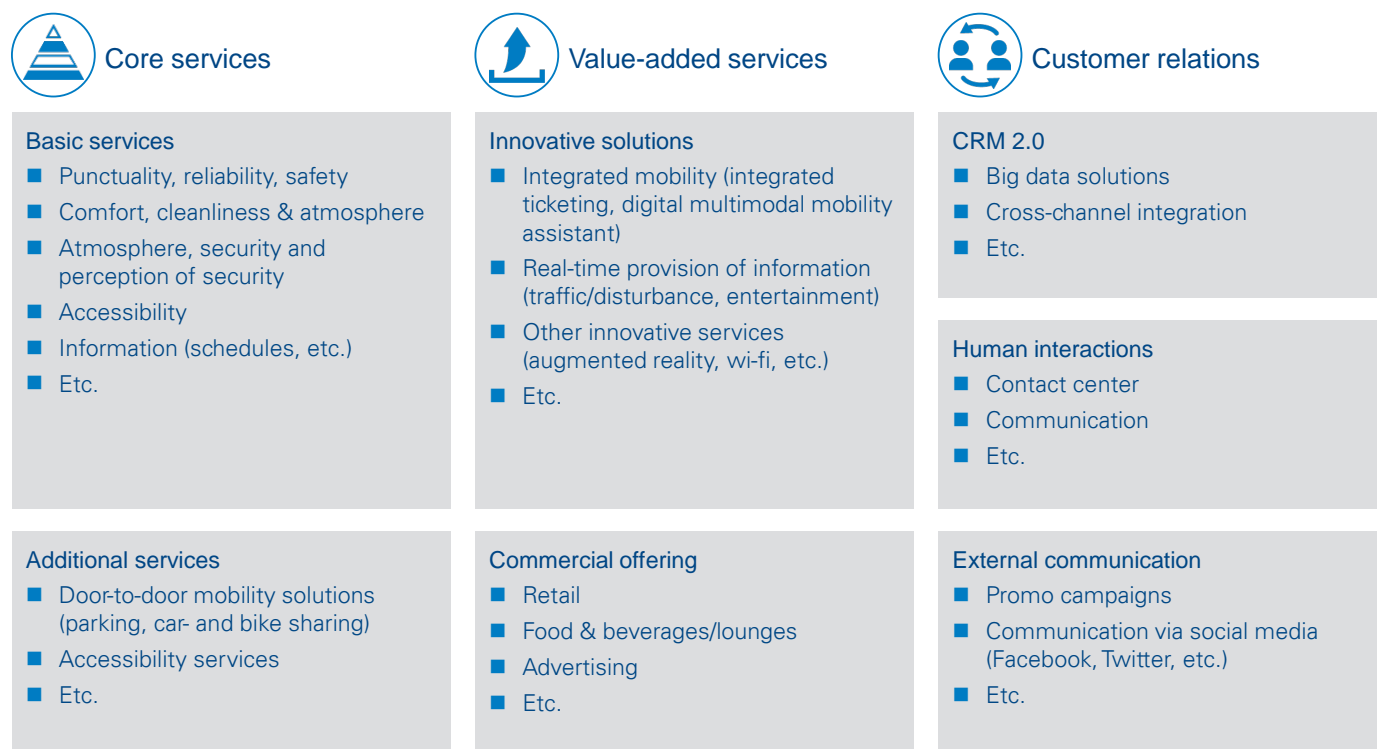 Core services
Basic services
■ Punctuality, reliability, safety
■ Comfort, cleanliness & atmosphere
■ Atmosphere, security and
perception of security
■ Accessibility
■ Information (schedules, etc.)
■ Etc.
Additional services
■ Door-to-door mobility solutions
(parking, car- and bike sharing)
■ Accessibility services
■ Etc.
Value-added services
Innovative solutions
■ Integrated mobility (integrated
ticketing, digital multimodal mobility
assistant)
■ Real-time provision of information
(traffic/disturbance, entertainment)
■ Other innovative services
(augmented reality, wi-fi, etc.)
■ Etc.
Commercial offering
■ Retail
■ Food & beverages/lounges
■ Advertising
■ Etc.
Customer relations
CRM 2.0
■ Big data solutions
■ Cross-channel integration
■ Etc.
Human interactions
■ Contact center
■ Communication
■ Etc.
External communication
■ Promo campaigns
■ Communication via social media
(Facebook, Twitter, etc.)
■ Etc.